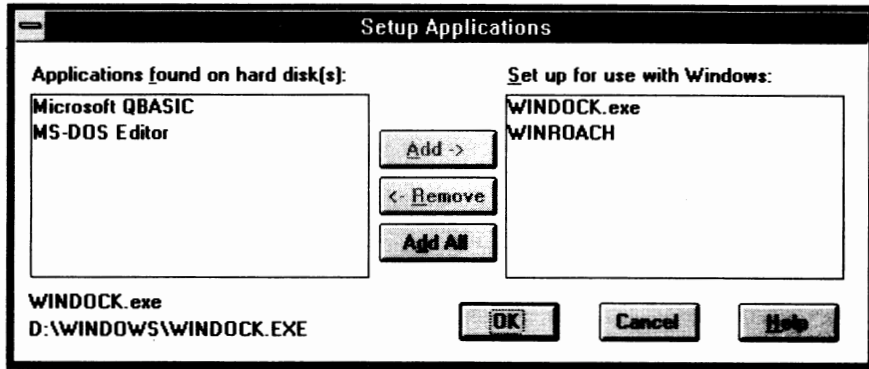 Setup Applications
Applications found on hard disk(s):
Microsoft QBASIC
MS-DOS Editor
Add ->
<- Remove
Add All
Set up for use with Windows:
WINDOCK.exe
WINROACH
WINDOCK.exe
D:\WINDOWS\WINDOCK.EXE
OK
Cancel
Help